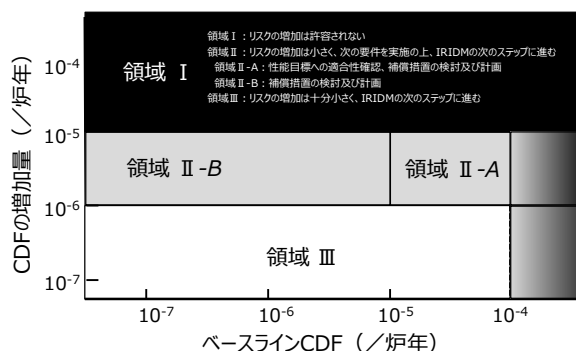 領域Ⅰ：リスクの増加は許容されない
領域Ⅱ：リスクの増加は小さく、次の要件を実施の上、IRIDMの次のステップに進む
領域Ⅱ-A：性能目標への適合性確認、補償措置の検討及び計画
領域Ⅱ-B：補償措置の検討及び計画
領域Ⅲ：リスクの増加は十分小さく、IRIDMの次のステップに進む
領域 Ⅰ
CDFの増加量（／炉年）
10⁻⁴
10⁻⁵
領域 Ⅱ-B
領域 Ⅱ-A
10⁻⁶
領域 Ⅲ
10⁻⁷
10⁻⁷
10⁻⁶
10⁻⁵
10⁻⁴
ベースラインCDF（／炉年）